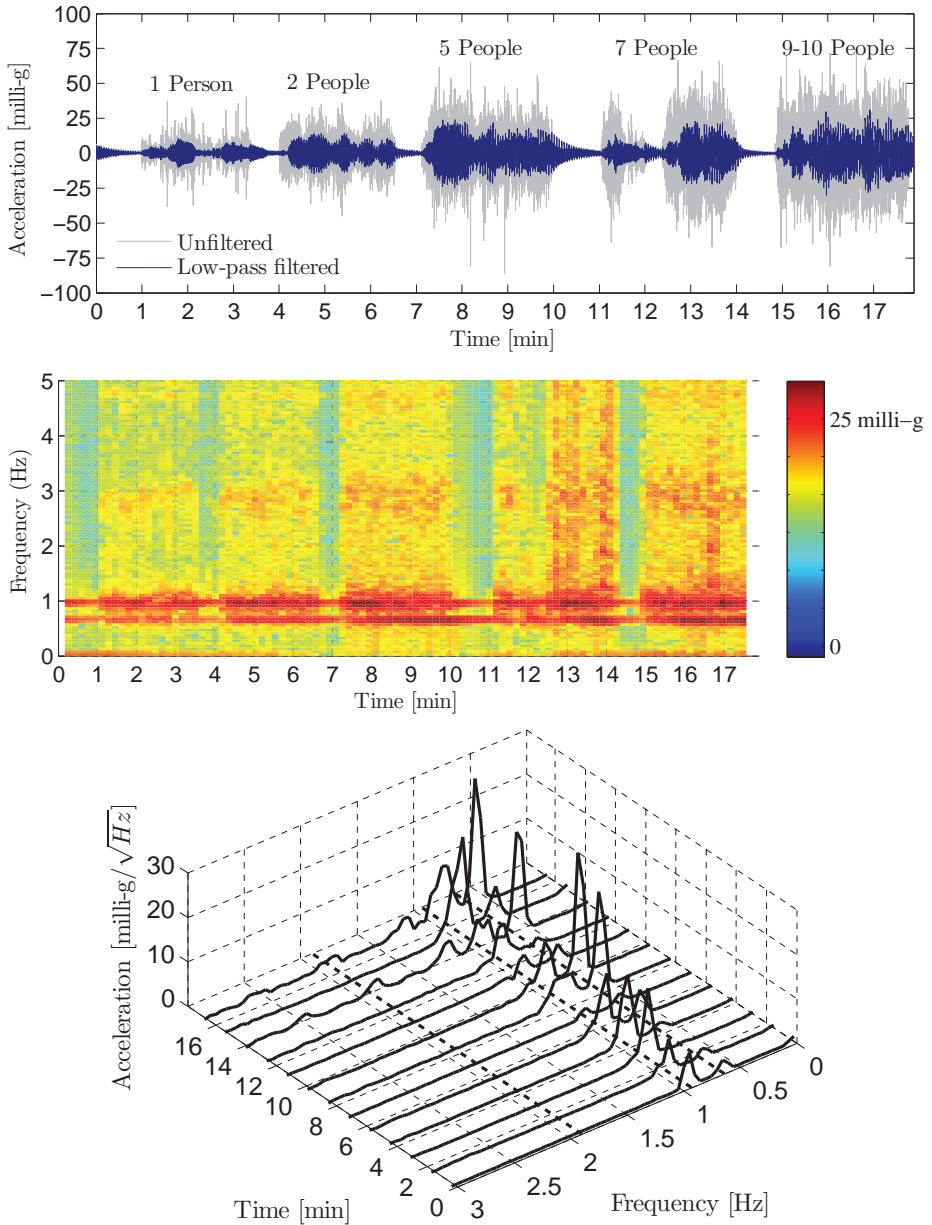 100
75
50
25
0
−25
−50
−75
−100
Acceleration [milli-g]
1 Person
2 People
5 People
7 People
9-10 People
Unfiltered
Low-pass filtered
0 1 2 3 4 5 6 7 8 9 10 11 12 13 14 15 16 17
Time [min]
5
4
3
2
1
0
Frequency (Hz)
0 1 2 3 4 5 6 7 8 9 10 11 12 13 14 15 16 17
Time [min]
25 milli−g
0
30
20
10
0
Acceleration [milli-g/√Hz]
16
14
12
10
8
6
4
2
0
Time [min]
3
2.5
2
1.5
1
0.5
0
Frequency [Hz]